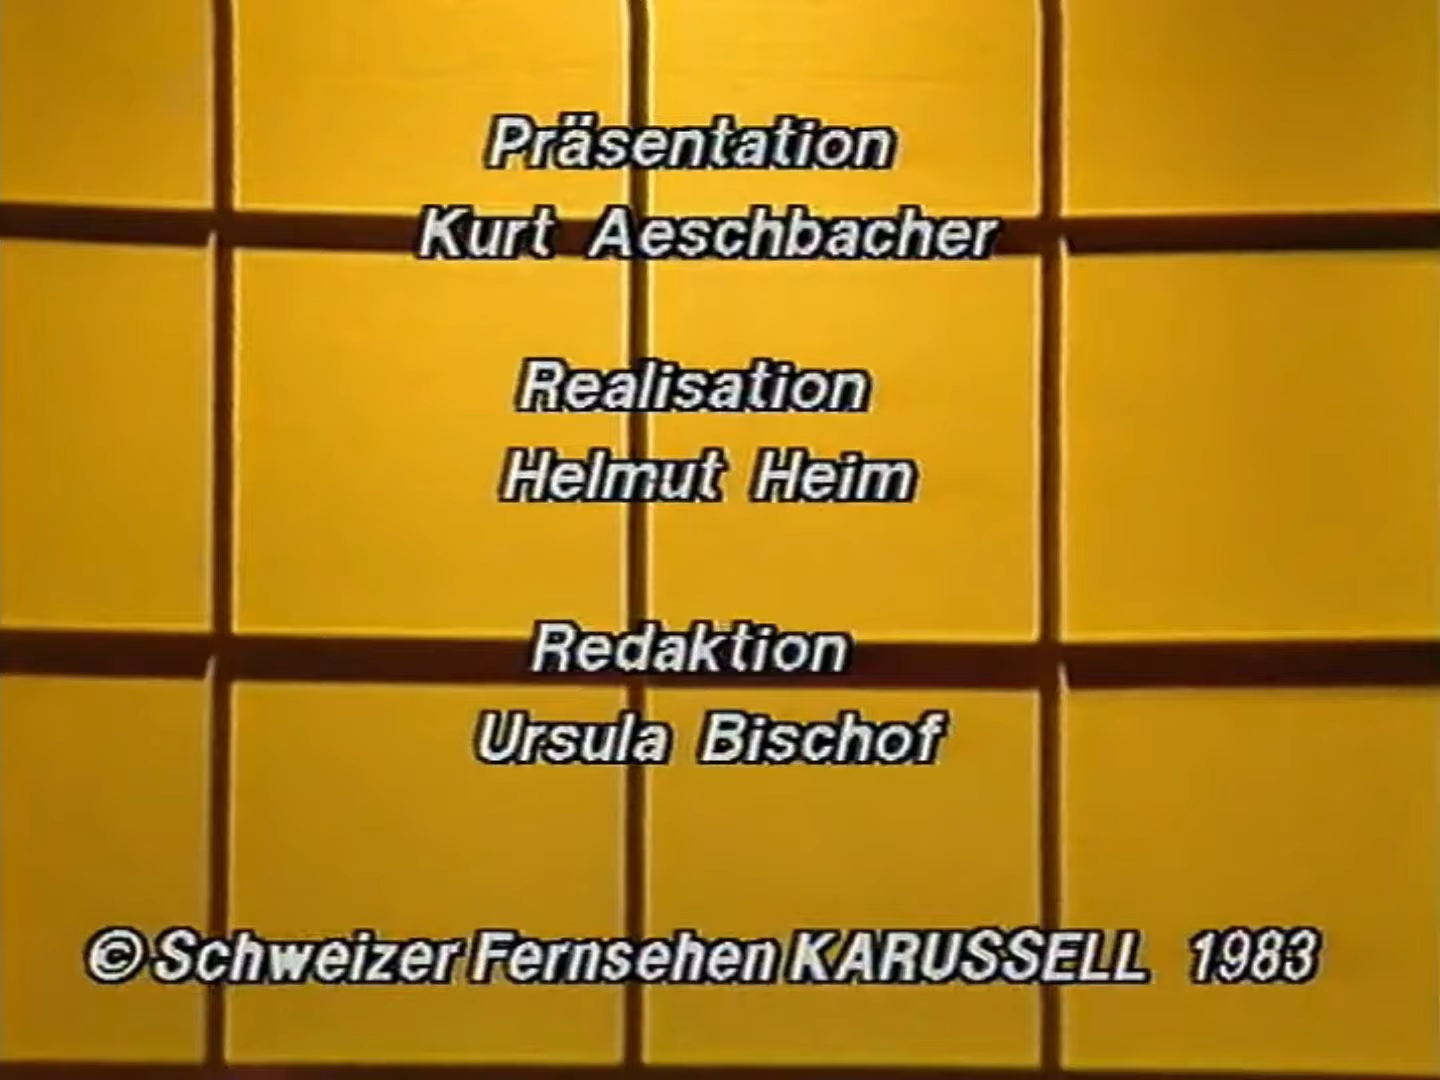 Präsentation
Kurt Aeschbacher
Realisation
Helmut Heim
Redaktion
Ursula Bischof
© Schweizer Fernsehen KARUSSELL 1983